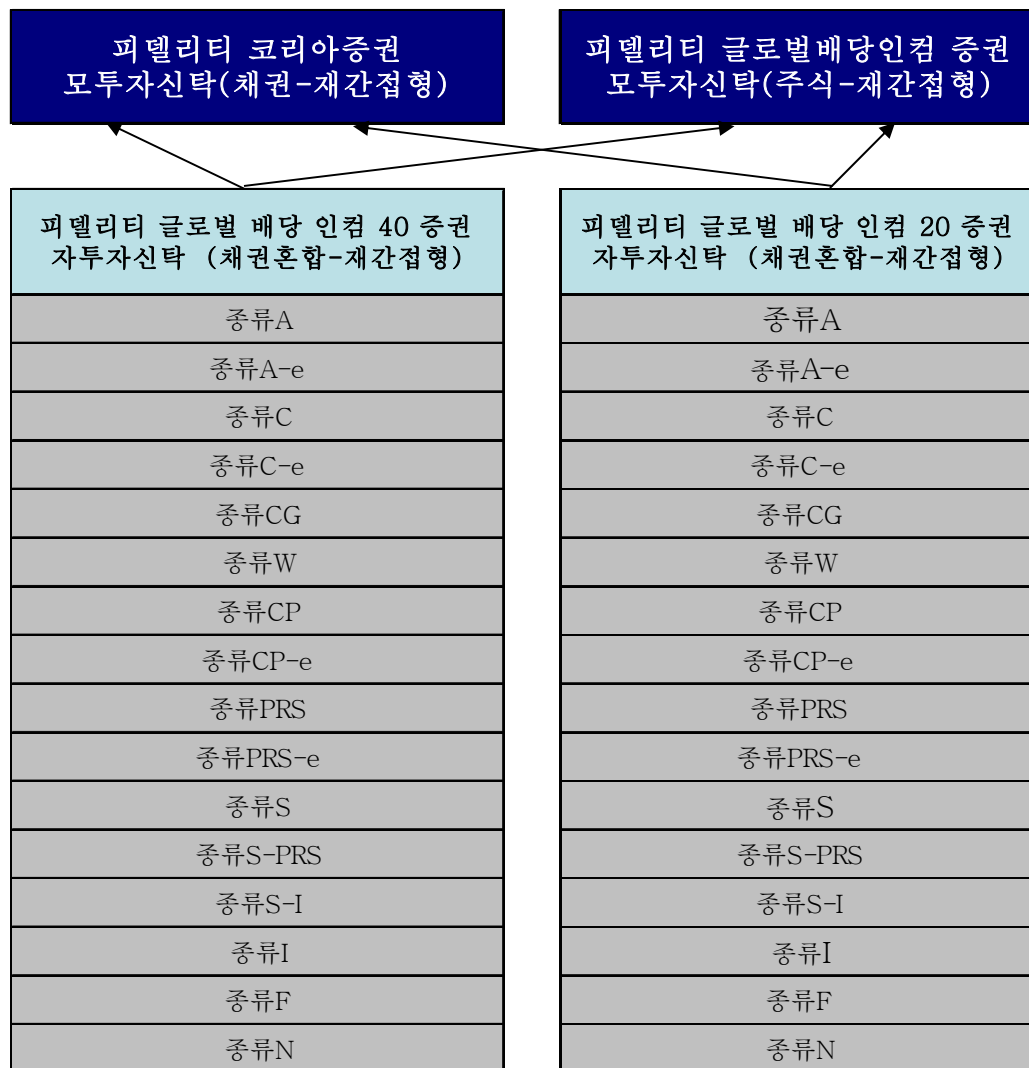 피델리티 코리아증권
모투자신탁(채권-재간접형)
피델리티 글로벌배당인컴 증권
모투자신탁(주식-재간접형)
피델리티 글로벌 배당 인컴 40 증권
자투자신탁 (채권혼합-재간접형)
종류A
종류A-e
종류C
종류C-e
종류CG
종류W
종류CP
종류CP-e
종류PRS
종류PRS-e
종류S
종류S-PRS
종류S-I
종류I
종류F
종류N
피델리티 글로벌 배당 인컴 20 증권
자투자신탁 (채권혼합-재간접형)
종류A
종류A-e
종류C
종류C-e
종류CG
종류W
종류CP
종류CP-e
종류PRS
종류PRS-e
종류S
종류S-PRS
종류S-I
종류I
종류F
종류N